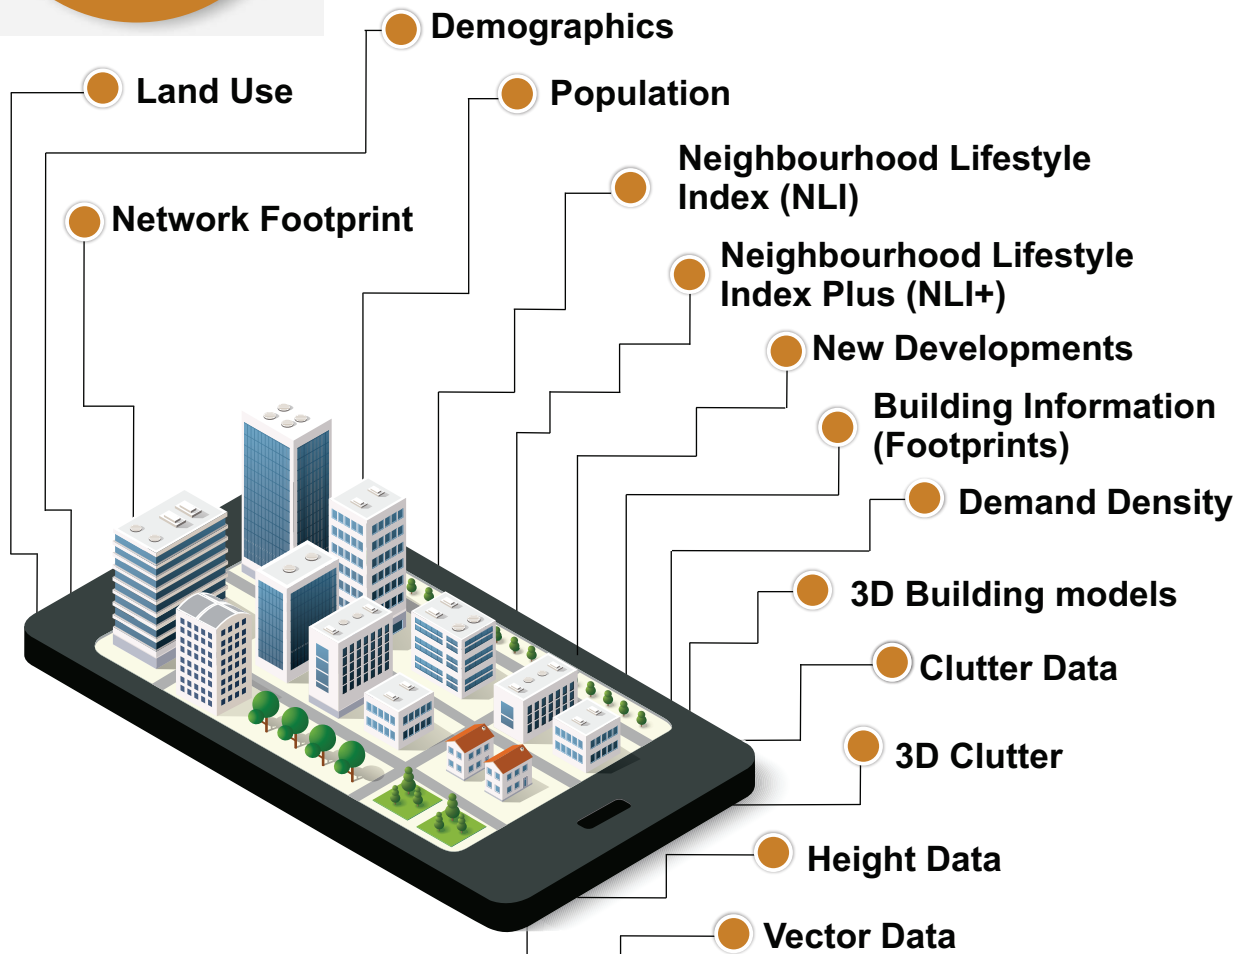 Demographics
Land Use
Population
Neighbourhood Lifestyle
Index (NLI)
Network Footprint
Neighbourhood Lifestyle
Index Plus (NLI+)
New Developments
Building Information
(Footprints)
Demand Density
3D Building models
Clutter Data
3D Clutter
Height Data
Vector Data